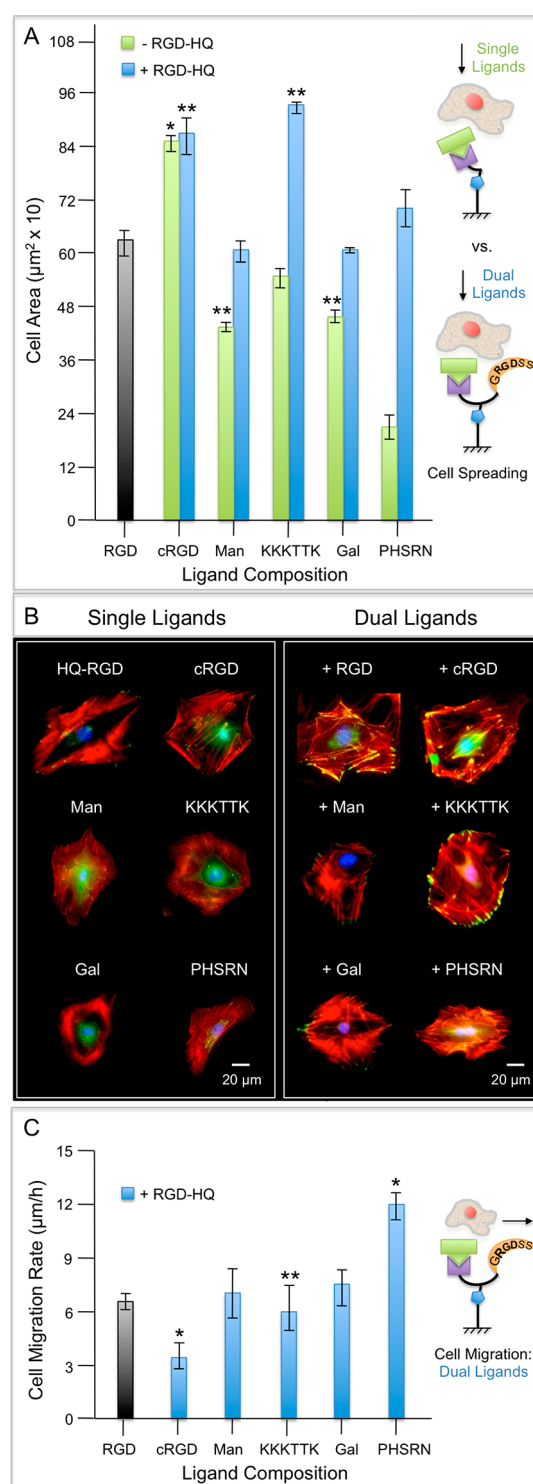 A
- RGD-HQ
+ RGD-HQ
108
96
84
72
60
48
36
24
12
0
Cell Area (µm² x 10)
* ** ** ** **
RGD cRGD Man KKKTTK Gal PHSRN
Ligand Composition
Single
Ligands
vs.
Dual
Ligands
GRGDSS
Cell Spreading
B
Single Ligands
Dual Ligands
HQ-RGD cRGD
+ RGD + cRGD
Man KKKTTK
+ Man + KKKTTK
Gal PHSRN
+ Gal + PHSRN
20 µm
20 µm
C
+ RGD-HQ
15
12
9
6
3
0
Cell Migration Rate (µm/h)
* ** *
RGD cRGD Man KKKTTK Gal PHSRN
Ligand Composition
GRGDSS
Cell Migration:
Dual Ligands